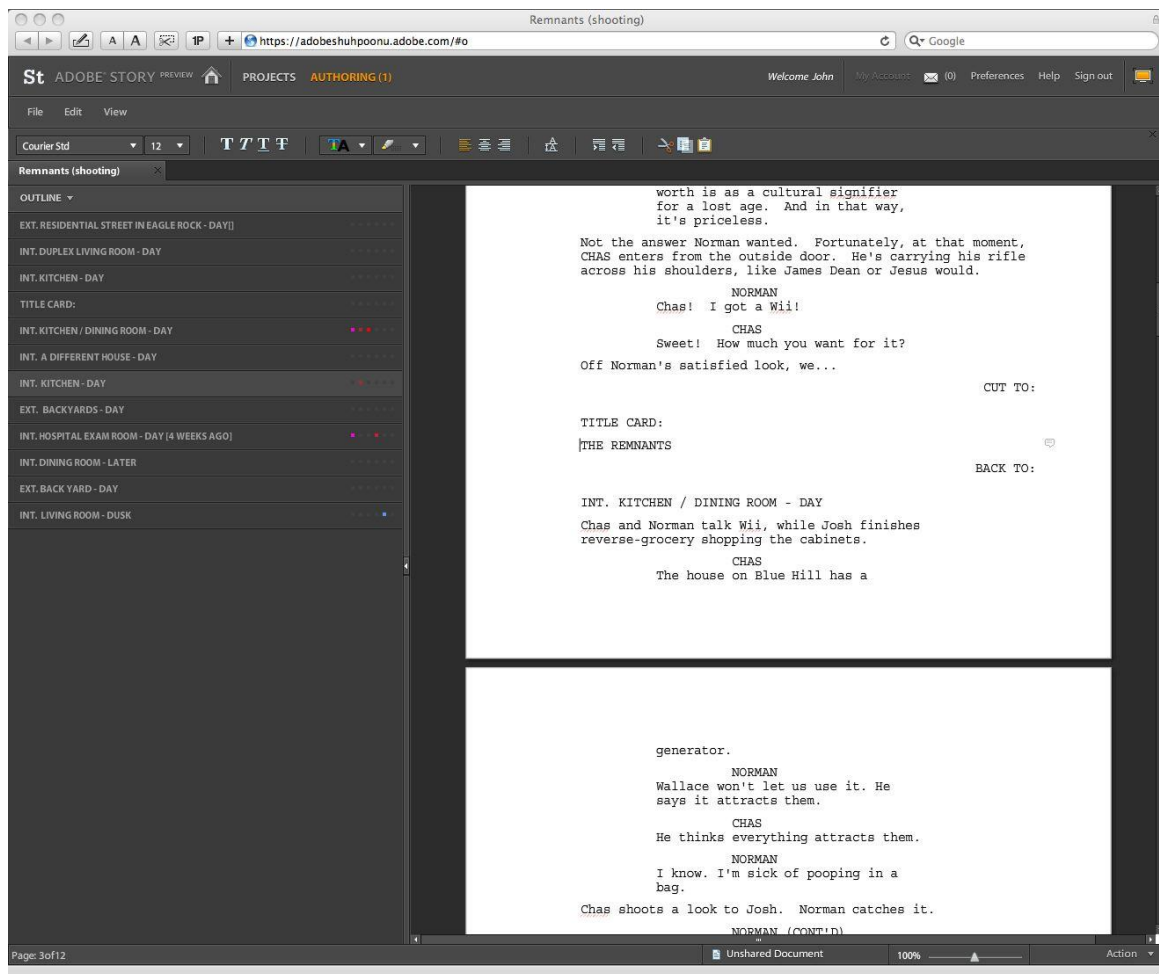 Remnants (shooting)
A A 1P + https://adobeshuhpoonu.adobe.com/#o Google
St ADOBE® STORY PREVIEW PROJECTS AUTHORING (1) Welcome John My Account (0) Preferences Help Sign out
File Edit View
Courier Std 12 T T T T TA
Remnants (shooting)
OUTLINE
EXT. RESIDENTIAL STREET IN EAGLE ROCK - DAY[]
INT. DUPLEX LIVING ROOM - DAY
INT. KITCHEN - DAY
TITLE CARD:
INT. KITCHEN / DINING ROOM - DAY
INT. A DIFFERENT HOUSE - DAY
INT. KITCHEN - DAY
EXT. BACKYARDS - DAY
INT. HOSPITAL EXAM ROOM - DAY [4 WEEKS AGO]
INT. DINING ROOM - LATER
EXT. BACK YARD - DAY
INT. LIVING ROOM - DUSK
worth is as a cultural signifier
for a lost age. And in that way,
it's priceless.
Not the answer Norman wanted. Fortunately, at that moment,
CHAS enters from the outside door. He's carrying his rifle
across his shoulders, like James Dean or Jesus would.
NORMAN
Chas! I got a Wii!
CHAS
Sweet! How much you want for it?
Off Norman's satisfied look, we...
CUT TO:
TITLE CARD:
THE REMNANTS
BACK TO:
INT. KITCHEN / DINING ROOM - DAY
Chas and Norman talk Wii, while Josh finishes
reverse-grocery shopping the cabinets.
CHAS
The house on Blue Hill has a
generator.
NORMAN
Wallace won't let us use it. He
says it attracts them.
CHAS
He thinks everything attracts them.
NORMAN
I know. I'm sick of pooping in a
bag.
Chas shoots a look to Josh. Norman catches it.
NORMAN (CONT'D)
Page: 3of12 Unshared Document 100% Action